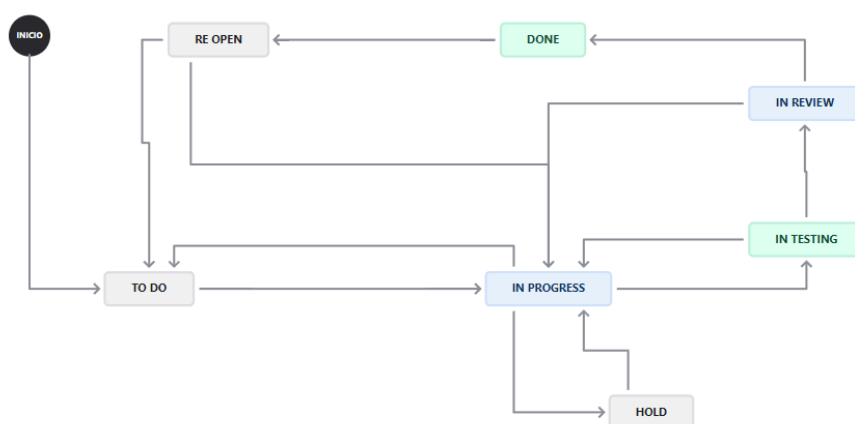 INICIO
RE OPEN
DONE
IN REVIEW
IN TESTING
TO DO
IN PROGRESS
HOLD